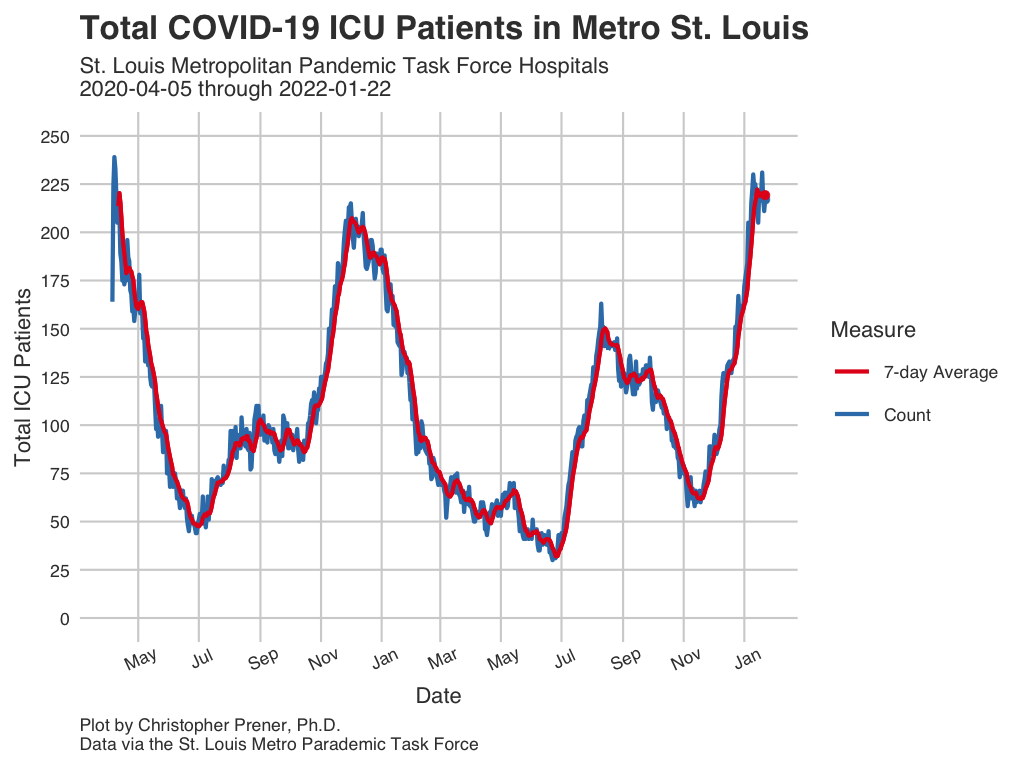 Total COVID-19 ICU Patients in Metro St. Louis
St. Louis Metropolitan Pandemic Task Force Hospitals
2020-04-05 through 2022-01-22
250
225
200
175
150
125
100
75
50
25
0
Total ICU Patients
May
Jul
Sep
Nov
Jan
Mar
May
Jul
Sep
Nov
Jan
Date
Measure
7-day Average
Count
Plot by Christopher Prener, Ph.D.
Data via the St. Louis Metro Parademic Task Force